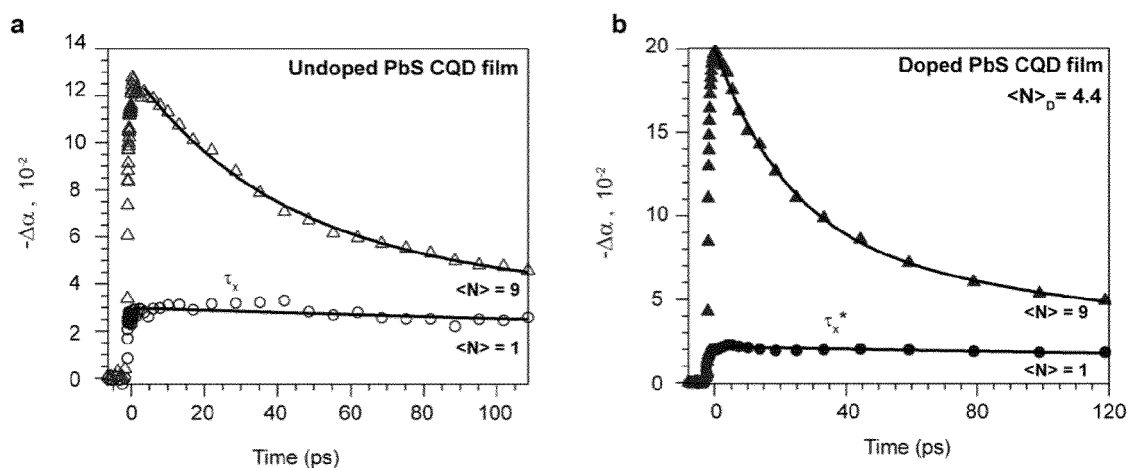 a
14
12
10
8
6
4
2
0
-Δα , 10⁻²
Undoped PbS CQD film
τₓ
<N> = 9
<N> = 1
0 20 40 60 80 100
Time (ps)
b
20
15
10
5
0
-Δα , 10⁻²
Doped PbS CQD film
<N>_D = 4.4
τₓ*
<N> = 9
<N> = 1
0 40 80 120
Time (ps)